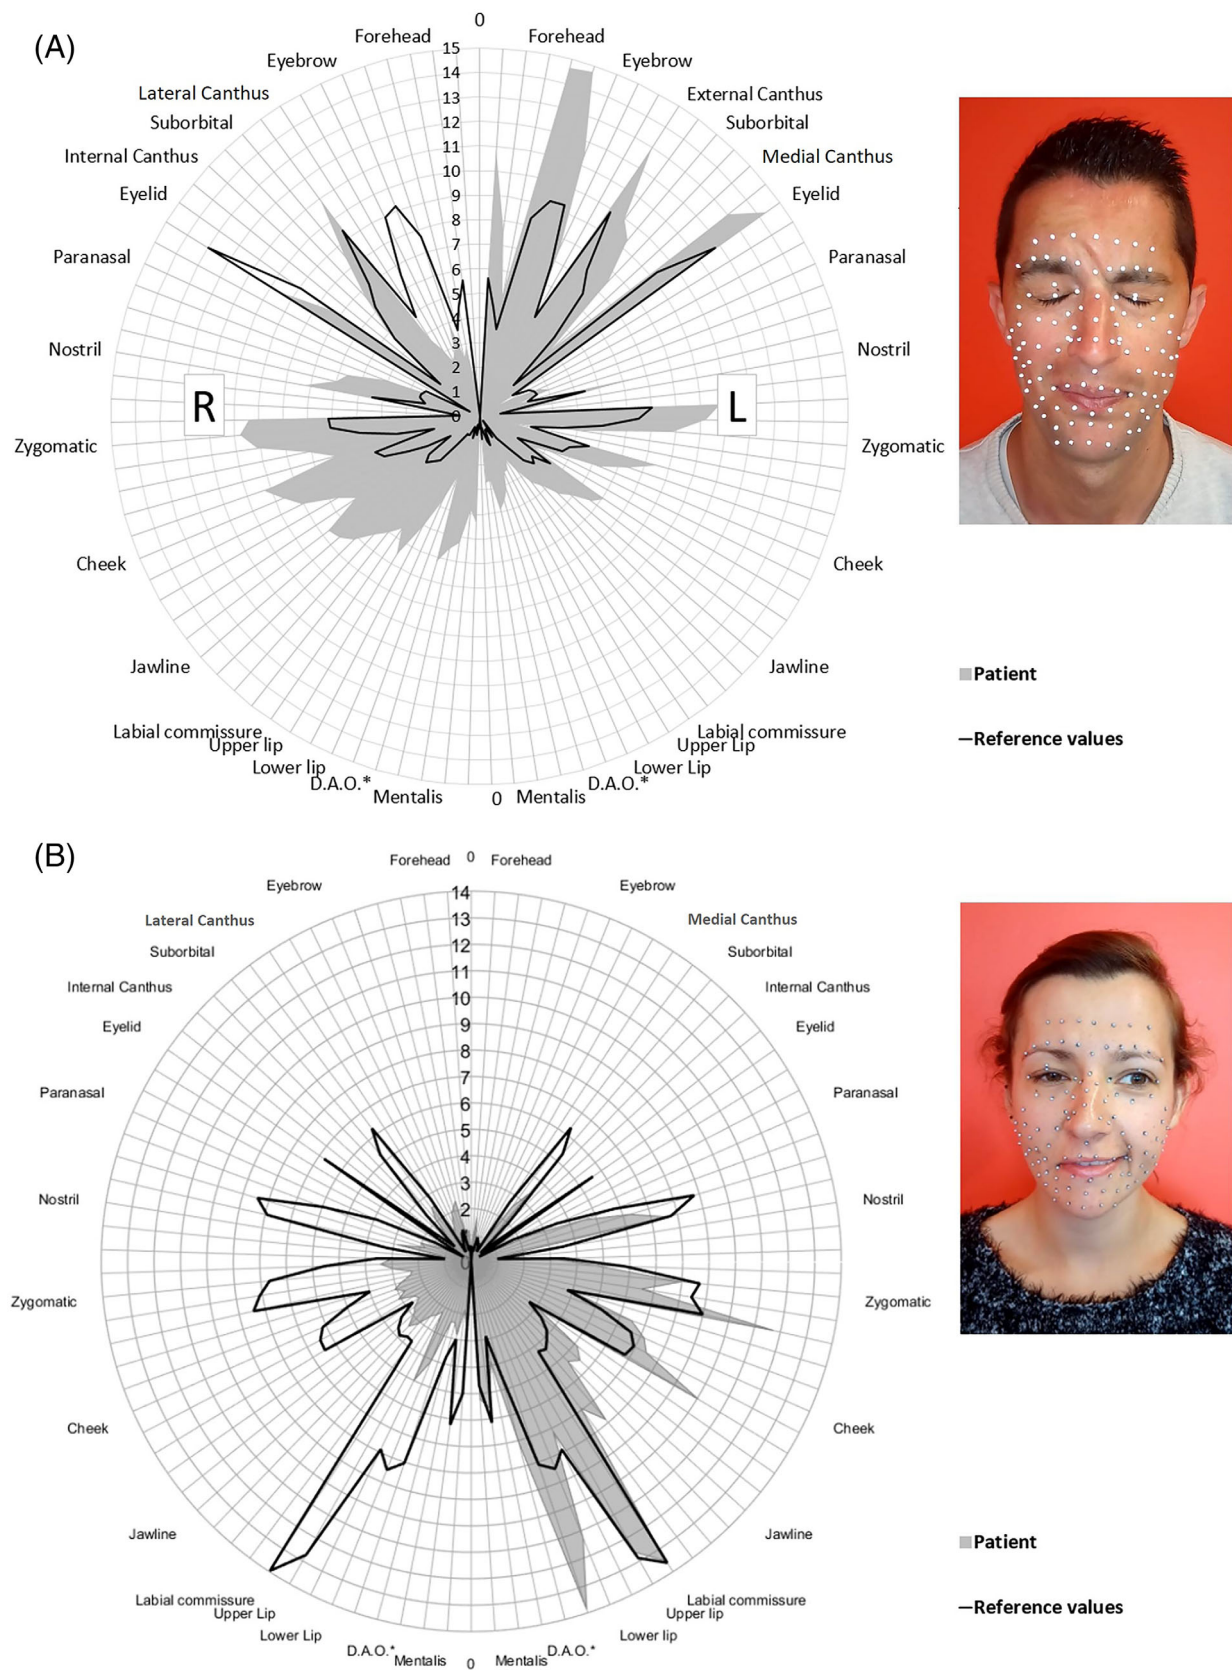 (A)
0
Forehead
Forehead
Eyebrow
Eyebrow
Lateral Canthus
External Canthus
Suborbital
Suborbital
Internal Canthus
Medial Canthus
Eyelid
Eyelid
Paranasal
Paranasal
Nostril
Nostril
R
L
Zygomatic
Zygomatic
Cheek
Cheek
Jawline
Jawline
Labial commissure
Labial commissure
Upper lip
Upper Lip
Lower lip
Lower Lip
D.A.O.*
D.A.O.*
Mentalis
0
Mentalis
15
14
13
12
11
10
9
8
7
6
5
4
3
2
1
0
Patient
Reference values
(B)
Forehead
0
Forehead
Eyebrow
Eyebrow
Lateral Canthus
Medial Canthus
Suborbital
Suborbital
Internal Canthus
Internal Canthus
Eyelid
Eyelid
Paranasal
Paranasal
Nostril
Nostril
Zygomatic
Zygomatic
Cheek
Cheek
Jawline
Jawline
Labial commissure
Labial commissure
Upper Lip
Upper lip
Lower Lip
Lower lip
D.A.O.*
D.A.O.*
Mentalis
0
Mentalis
14
13
12
11
10
9
8
7
6
5
4
3
2
0
Patient
Reference values